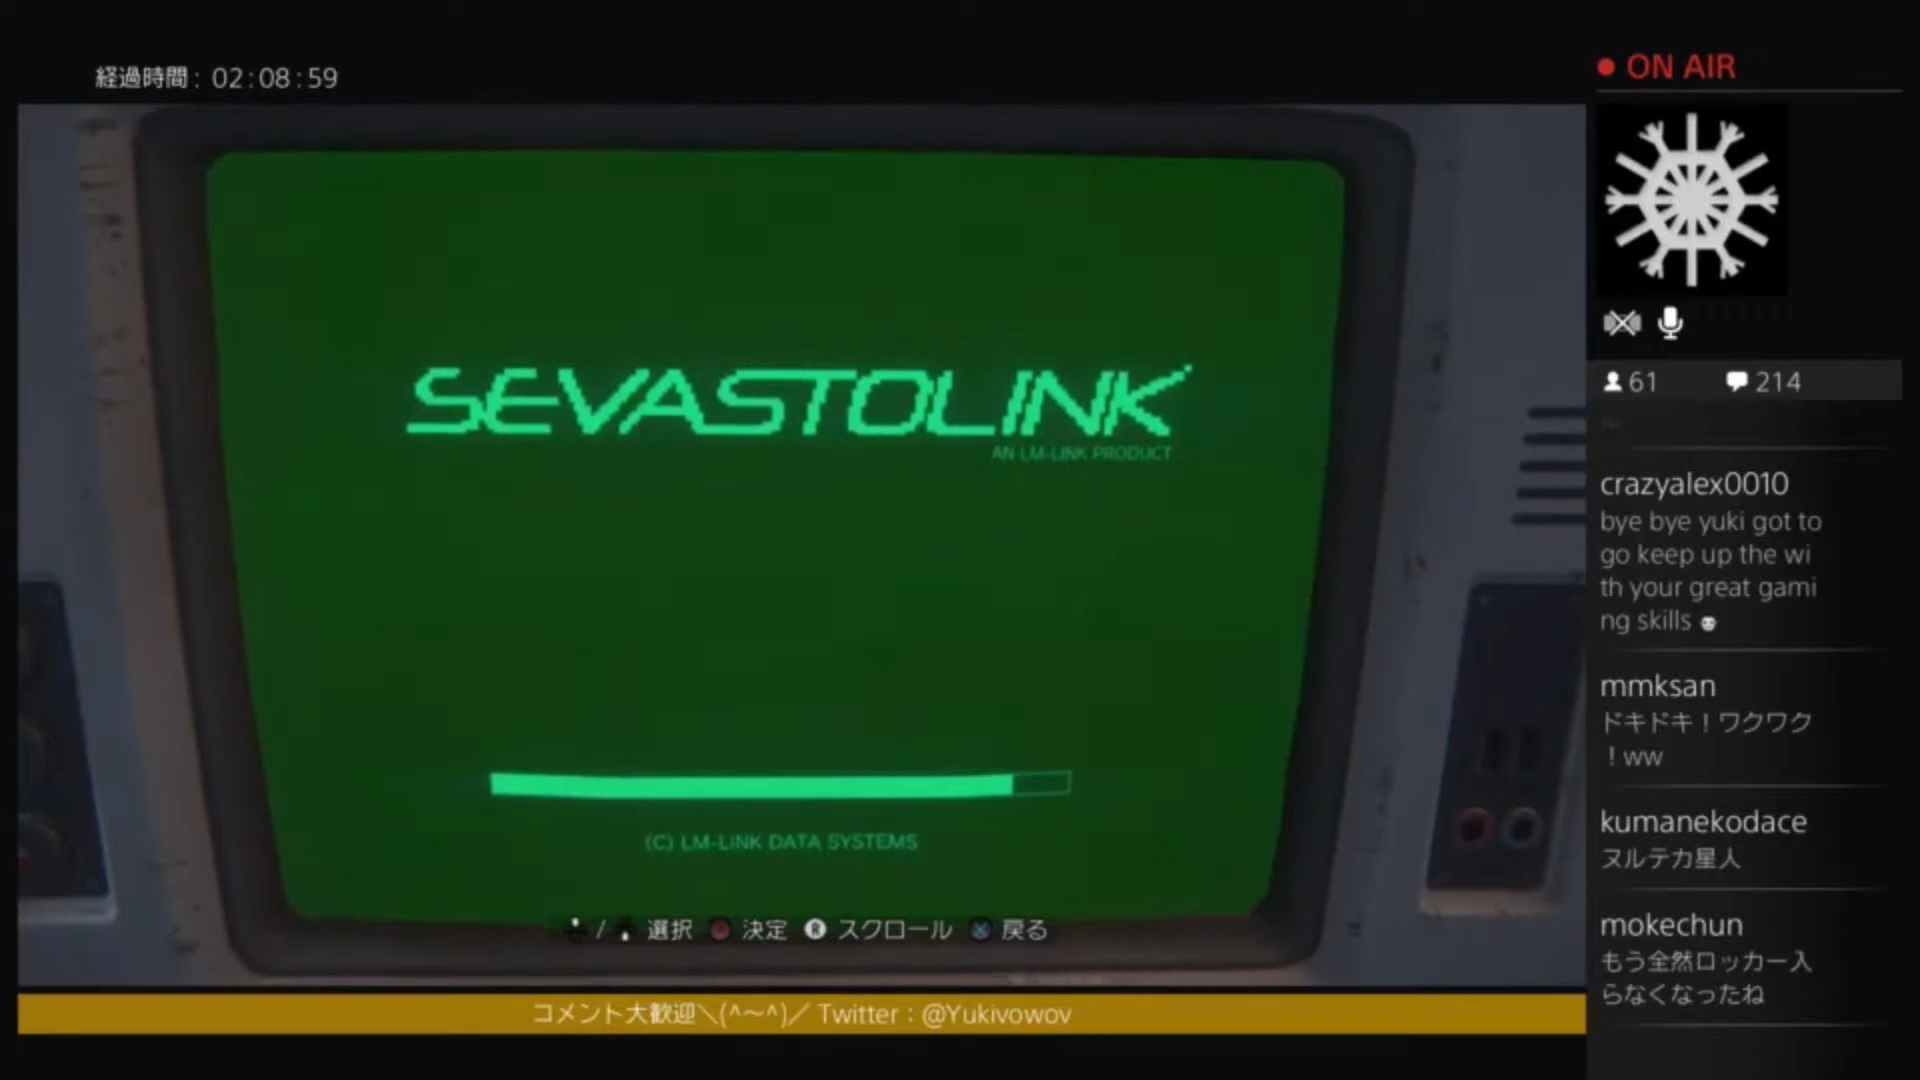 経過時間: 02:08:59
ON AIR
SEVASTOLINK
AN LM-LINK PRODUCT
(C) LM-LINK DATA SYSTEMS
/ 選択 決定 R スクロール 戻る
コメント大歓迎＼(^～^)／ Twitter : @Yukivowov
61 214
crazyalex0010
bye bye yuki got to
go keep up the wi
th your great gami
ng skills
mmksan
ドキドキ！ワクワク
！ww
kumanekodace
ヌルテカ星人
mokechun
もう全然ロッカー入
らなくなったね